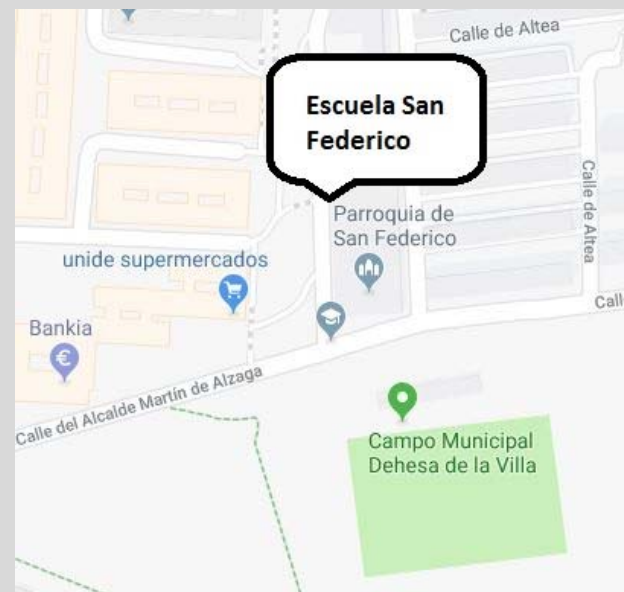 Calle de Altea
Escuela San
Federico
Calle de Altea
Parroquia de
San Federico
unide supermercados
Calle
Bankia
€
Calle del Alcalde Martín de Alzaga
Campo Municipal
Dehesa de la Villa